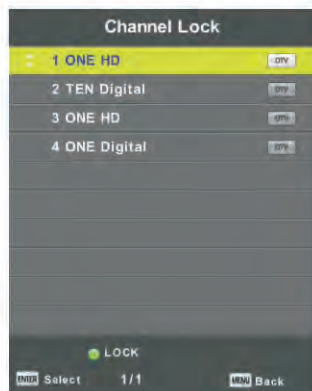 Channel Lock
1 ONE HD DTV
2 TEN Digital DTV
3 ONE HD DTV
4 ONE Digital DTV
LOCK
ENTER Select 1/1 MENU Back